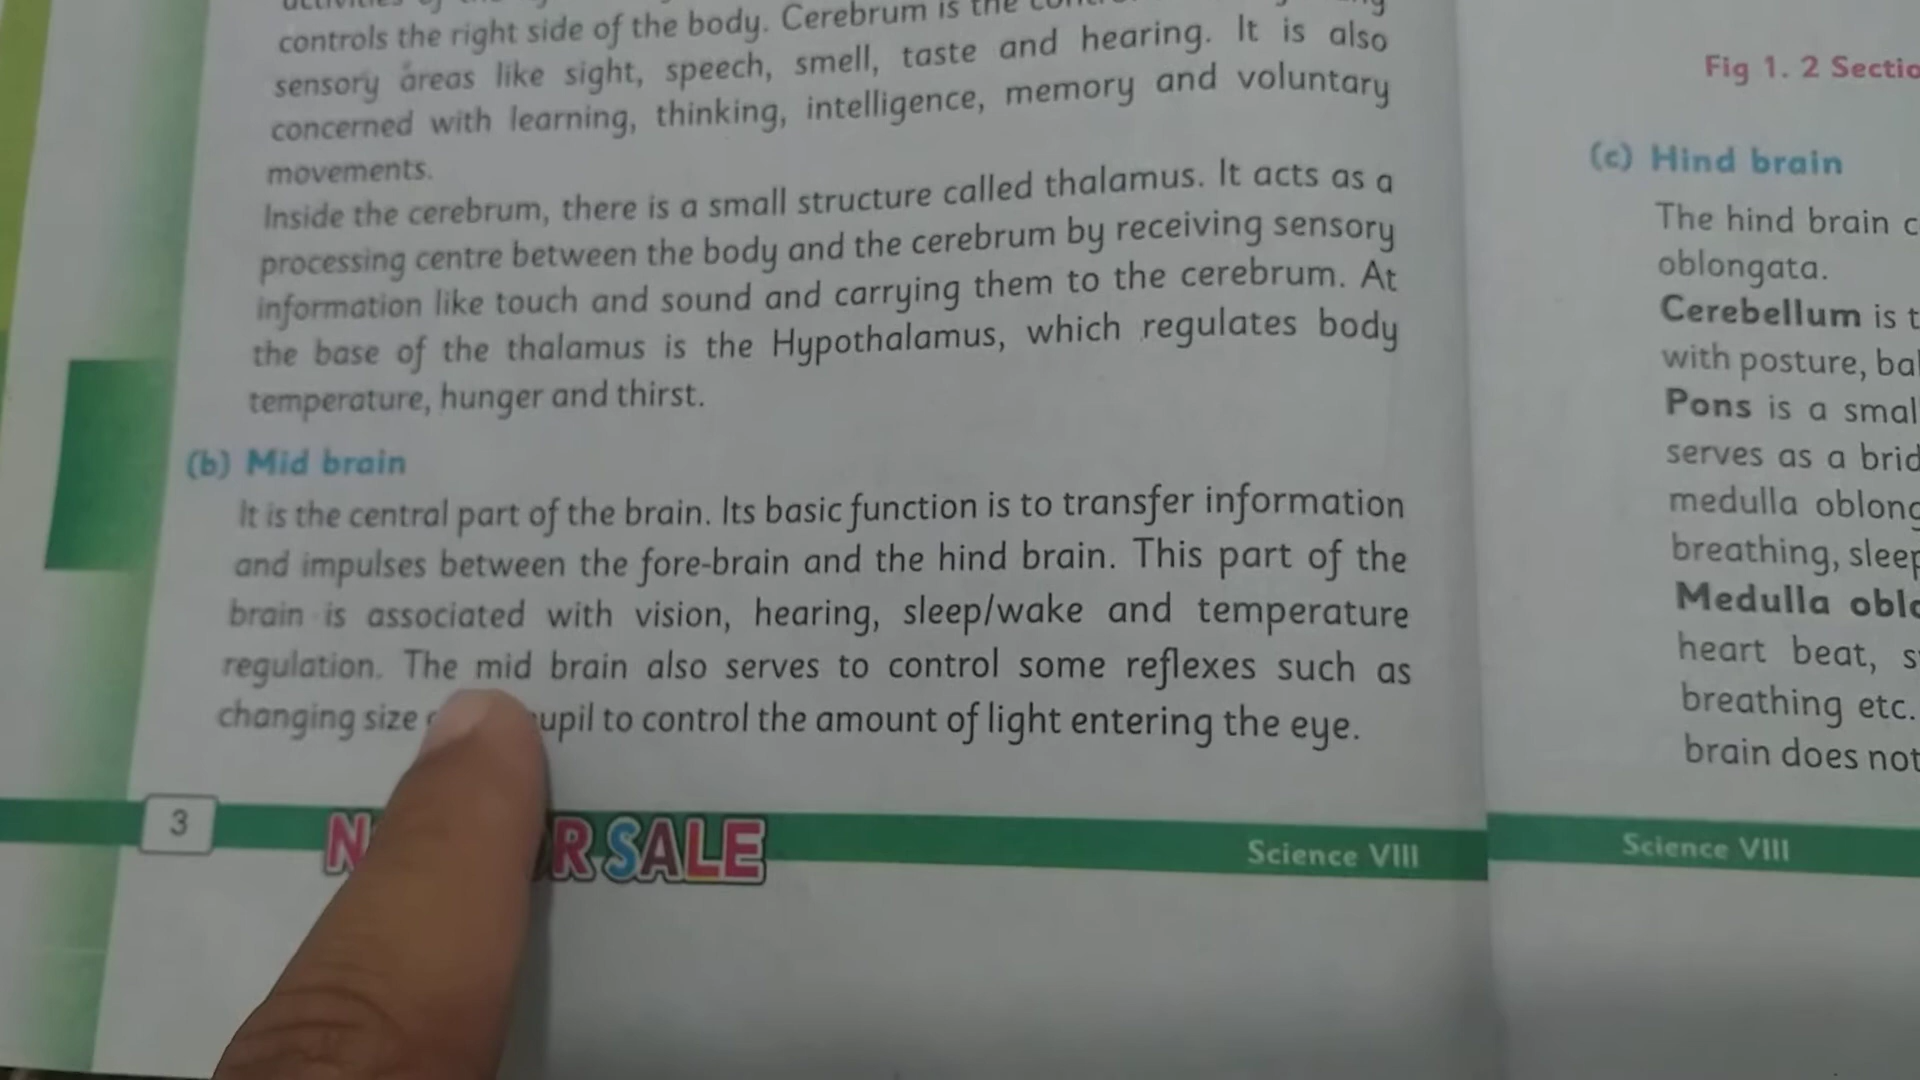 controls the right side of the body. Cerebrum is the
sensory areas like sight, speech, smell, taste and hearing. It is also
concerned with learning, thinking, intelligence, memory and voluntary
movements.
Inside the cerebrum, there is a small structure called thalamus. It acts as a
processing centre between the body and the cerebrum by receiving sensory
information like touch and sound and carrying them to the cerebrum. At
the base of the thalamus is the Hypothalamus, which regulates body
temperature, hunger and thirst.
(b) Mid brain
It is the central part of the brain. Its basic function is to transfer information
and impulses between the fore-brain and the hind brain. This part of the
brain is associated with vision, hearing, sleep/wake and temperature
regulation. The mid brain also serves to control some reflexes such as
changing size upil to control the amount of light entering the eye.
3
N R SALE
Science VIII
Fig 1. 2 Sectio
(c) Hind brain
The hind brain c
oblongata.
Cerebellum is t
with posture, bal
Pons is a smal
serves as a brid
medulla oblong
breathing, sleep
Medulla oblo
heart beat, s
breathing etc.
brain does not
Science VIII